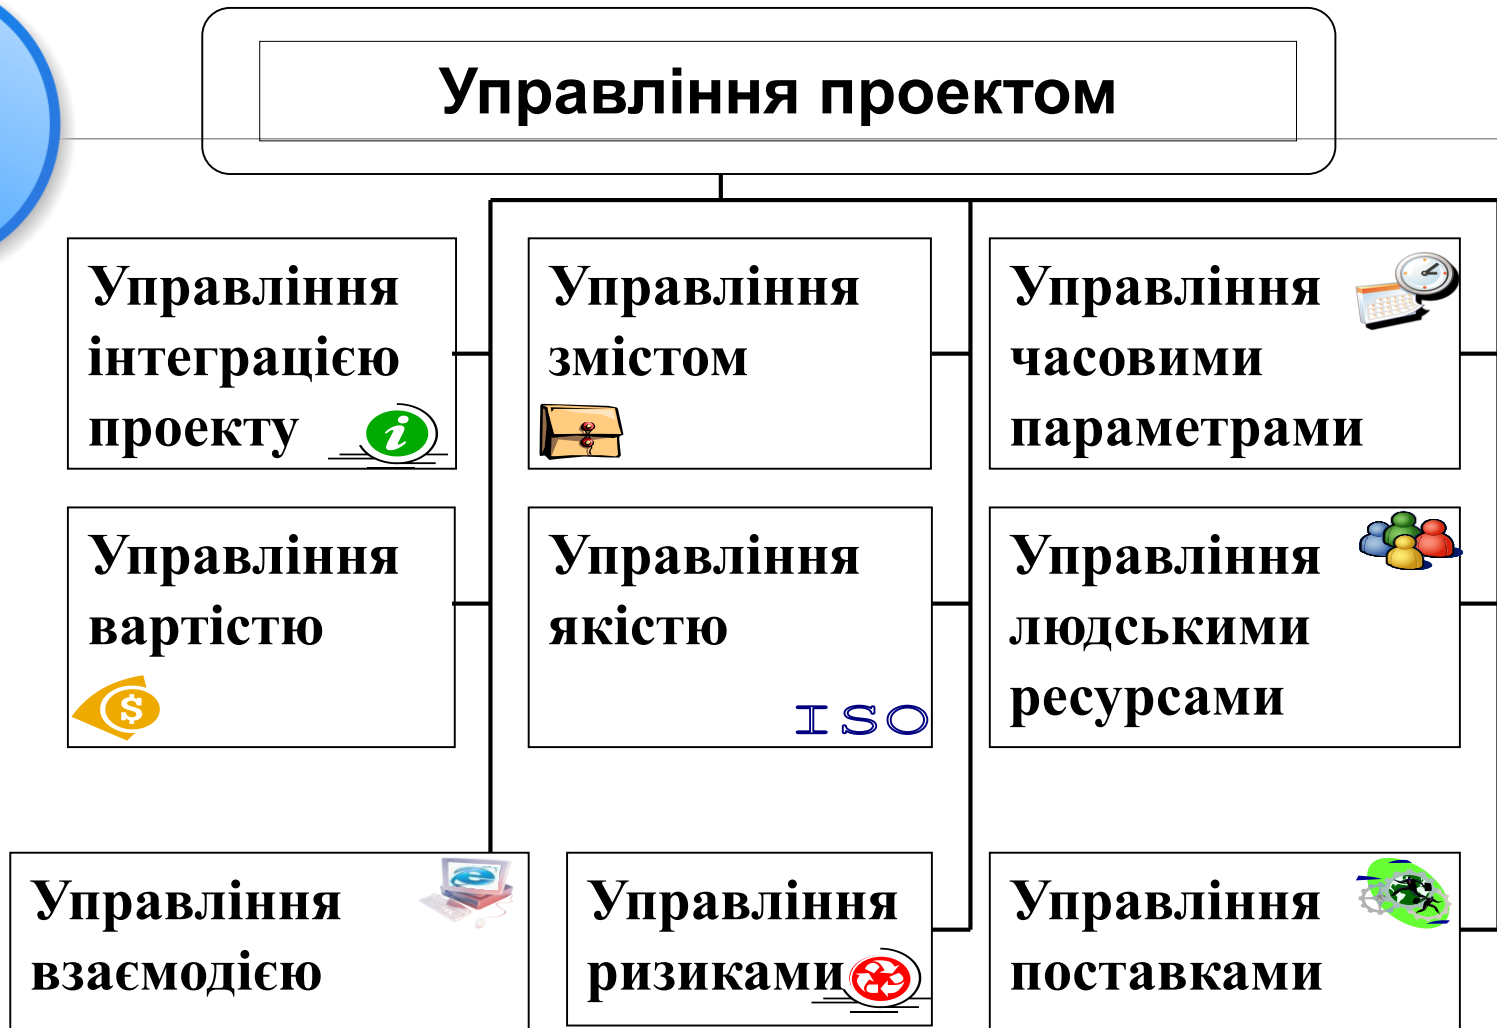 Управління проектом
Управління
інтеграцією
проекту
i
Управління
змістом
Управління
часовими
параметрами
Управління
вартістю
$
Управління
якістю
ISO
Управління
людськими
ресурсами
Управління
взаємодією
Управління
ризиками
Управління
поставками